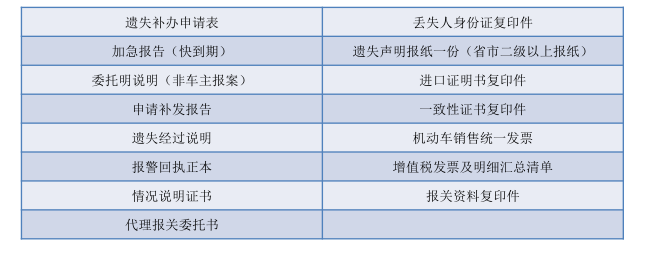 遗失补办申请表 丢失人身份证复印件
加急报告（快到期） 遗失声明报纸一份（省市二级以上报纸）
委托明说明（非车主报案） 进口证明书复印件
申请补发报告 一致性证书复印件
遗失经过说明 机动车销售统一发票
报警回执正本 增值税发票及明细汇总清单
情况说明证书 报关资料复印件
代理报关委托书